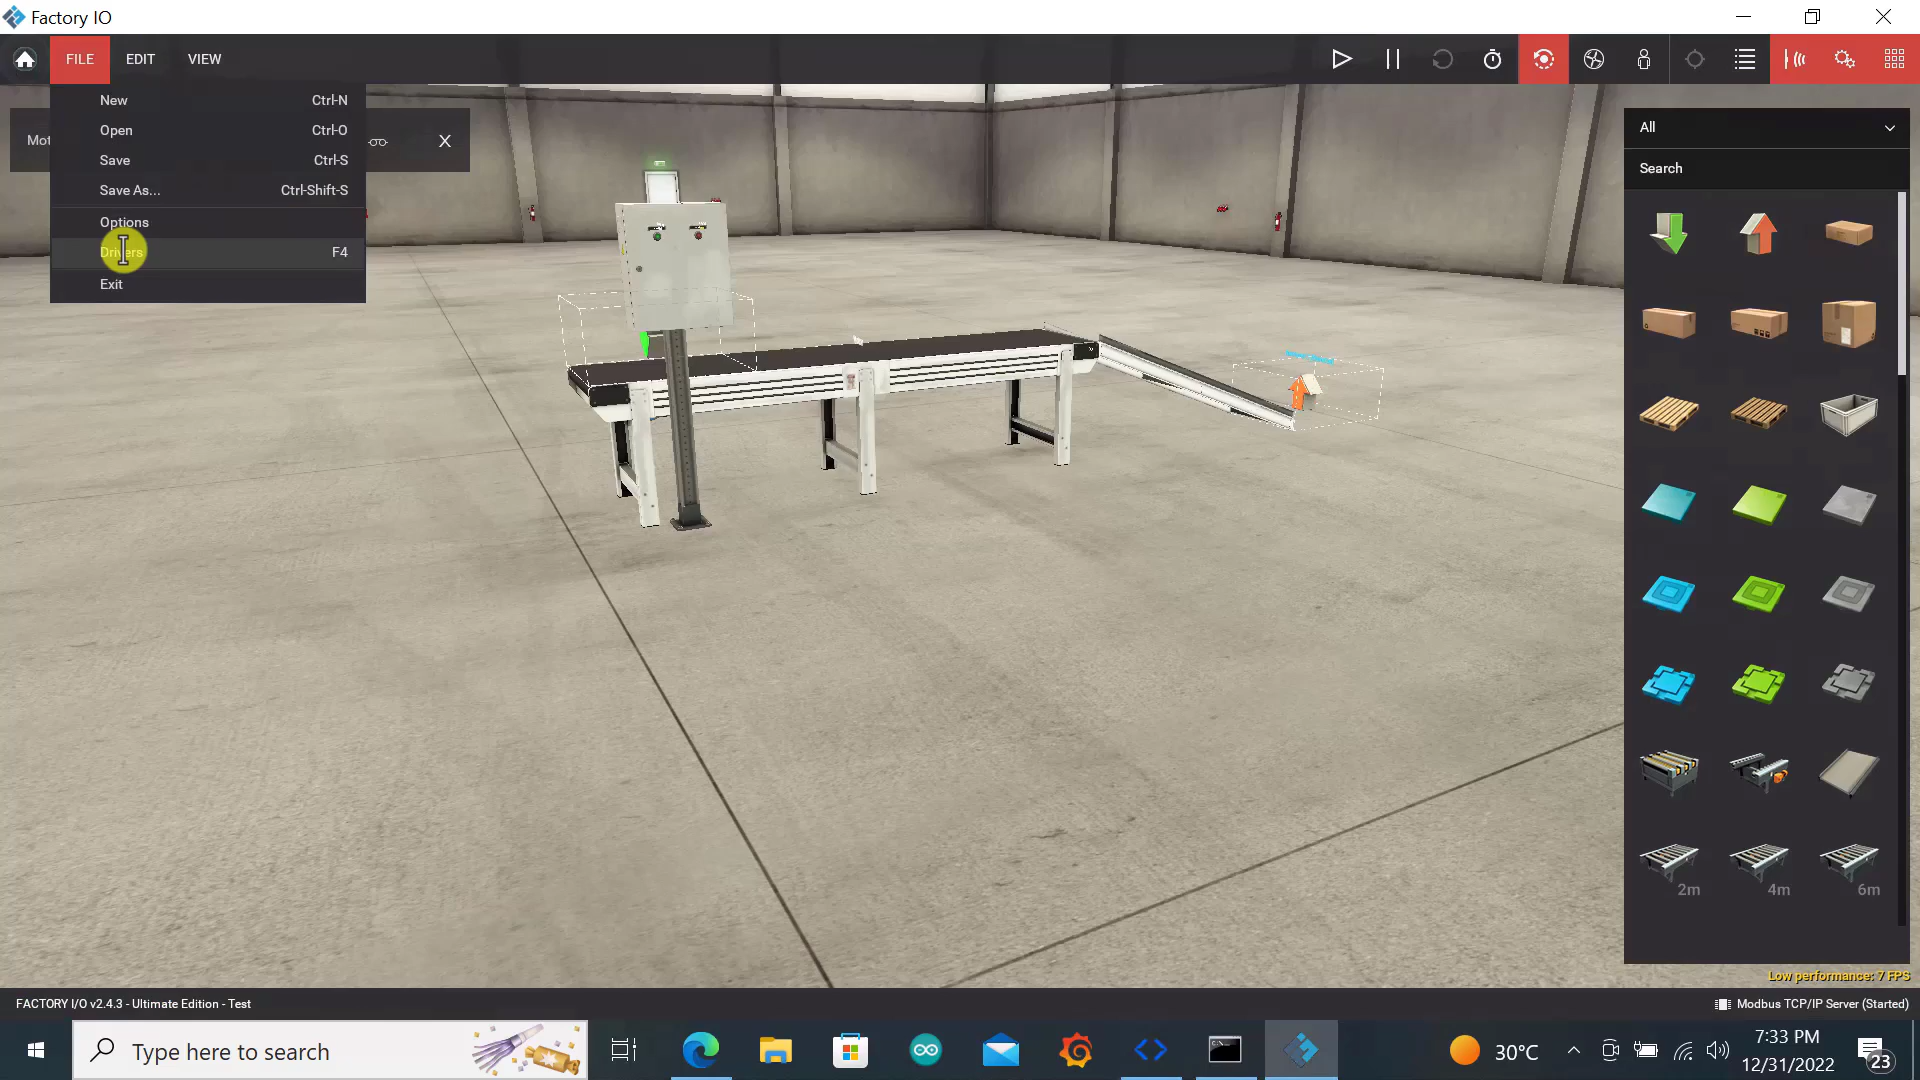 Factory IO
FILE EDIT VIEW
New Ctrl-N
Open Ctrl-O
Save Ctrl-S
Save As... Ctrl-Shift-S
Options
Drivers F4
Exit
Mot
X
All
Search
2m 4m 6m
Low performance: 7 FPS
FACTORY I/O v2.4.3 - Ultimate Edition - Test
Modbus TCP/IP Server (Started)
Type here to search
30°C
7:33 PM
12/31/2022
23